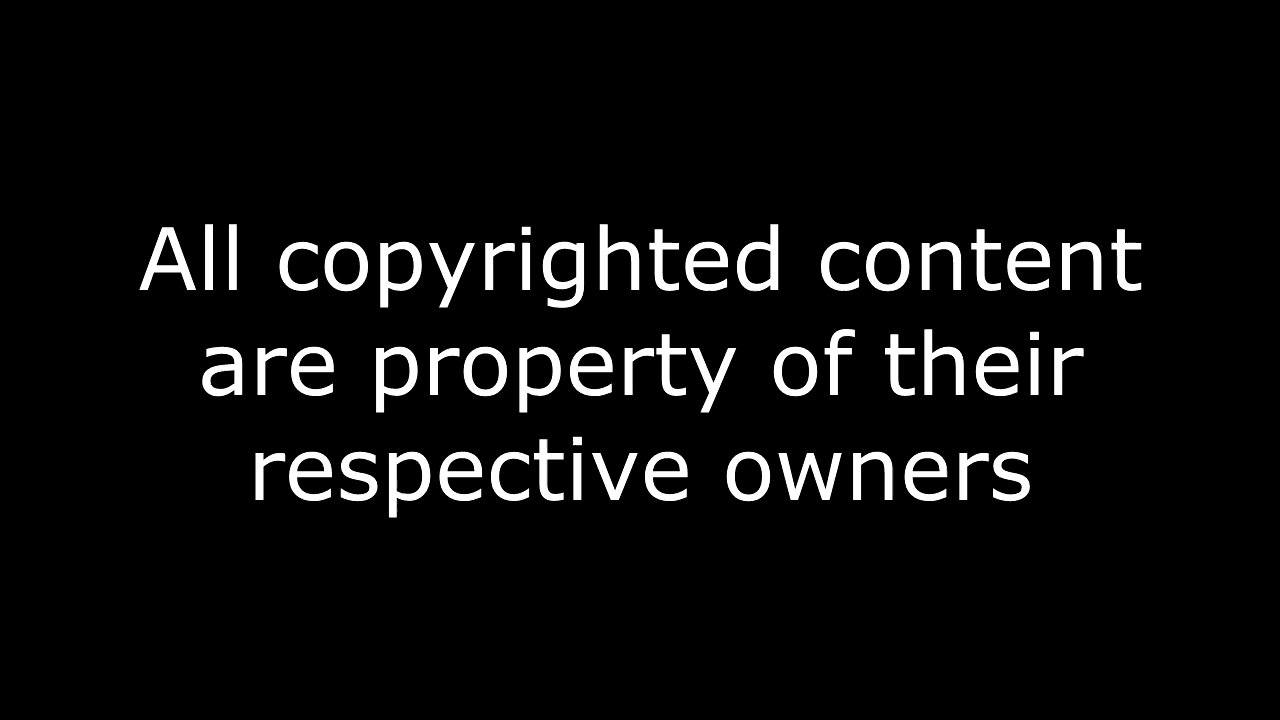 All copyrighted content
are property of their
respective owners